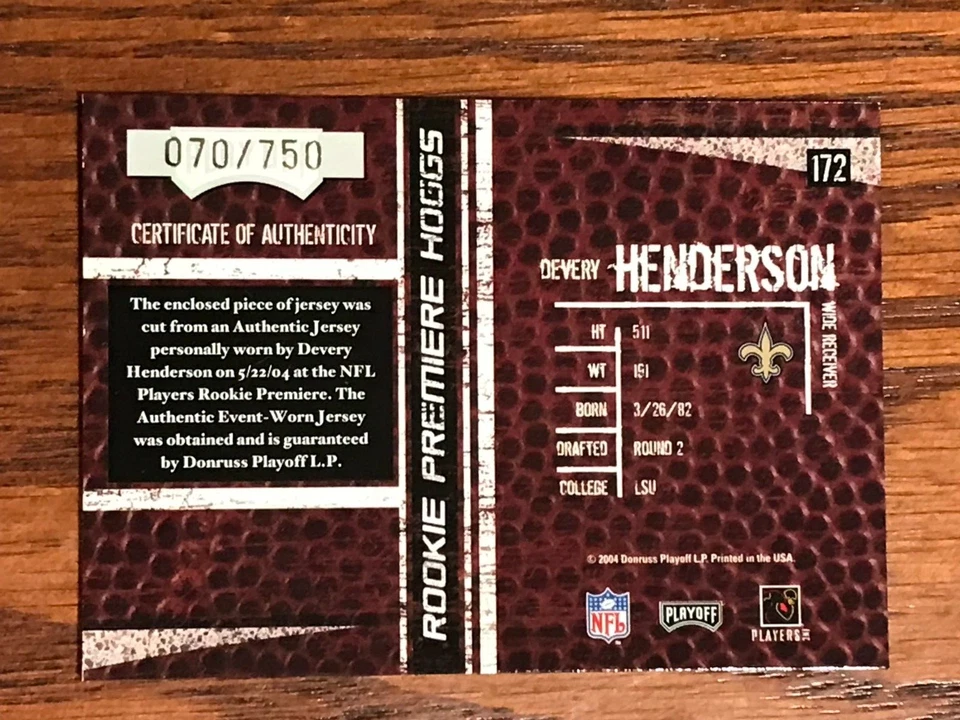 070/750
CERTIFICATE OF AUTHENTICITY
The enclosed piece of jersey was
cut from an Authentic Jersey
personally worn by Devery
Henderson on 5/22/04 at the NFL
Players Rookie Premiere. The
Authentic Event-Worn Jersey
was obtained and is guaranteed
by Donruss Playoff L.P.
ROOKIE PREMIERE HOGGS
172
DEVERY HENDERSON
WIDE RECEIVER
HT 511
WT 191
BORN 3/26/82
DRAFTED ROUND 2
COLLEGE LSU
© 2004 Donruss Playoff L.P. Printed in the USA.
NFL
PLAYOFF
PLAYERS INC